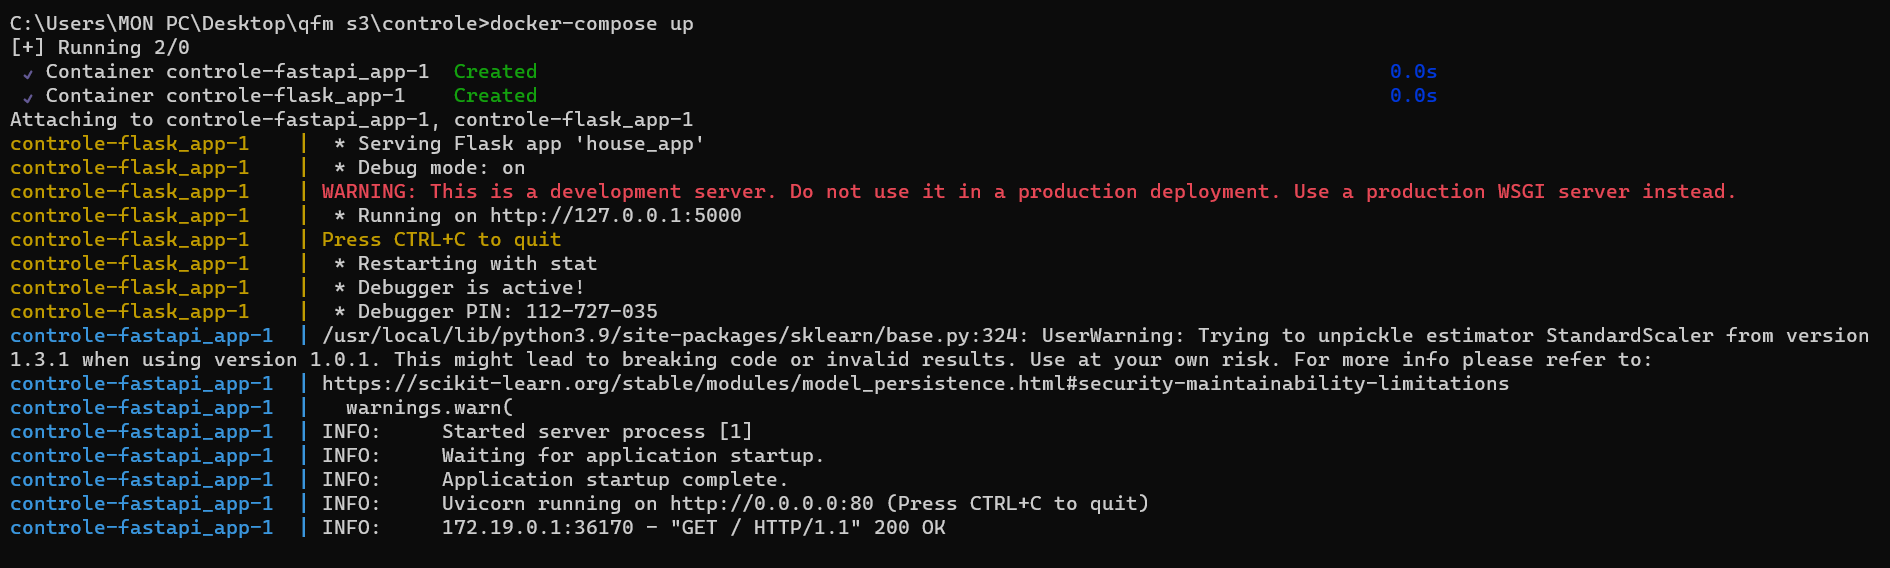 C:\Users\MON PC\Desktop\qfm s3\controle>docker-compose up
[+] Running 2/0
✓ Container controle-fastapi_app-1  Created  0.0s
✓ Container controle-flask_app-1    Created  0.0s
Attaching to controle-fastapi_app-1, controle-flask_app-1
controle-flask_app-1    |  * Serving Flask app 'house_app'
controle-flask_app-1    |  * Debug mode: on
controle-flask_app-1    | WARNING: This is a development server. Do not use it in a production deployment. Use a production WSGI server instead.
controle-flask_app-1    |  * Running on http://127.0.0.1:5000
controle-flask_app-1    | Press CTRL+C to quit
controle-flask_app-1    |  * Restarting with stat
controle-flask_app-1    |  * Debugger is active!
controle-flask_app-1    |  * Debugger PIN: 112-727-035
controle-fastapi_app-1  | /usr/local/lib/python3.9/site-packages/sklearn/base.py:324: UserWarning: Trying to unpickle estimator StandardScaler from version
1.3.1 when using version 1.0.1. This might lead to breaking code or invalid results. Use at your own risk. For more info please refer to:
controle-fastapi_app-1  | https://scikit-learn.org/stable/modules/model_persistence.html#security-maintainability-limitations
controle-fastapi_app-1  |   warnings.warn(
controle-fastapi_app-1  | INFO:     Started server process [1]
controle-fastapi_app-1  | INFO:     Waiting for application startup.
controle-fastapi_app-1  | INFO:     Application startup complete.
controle-fastapi_app-1  | INFO:     Uvicorn running on http://0.0.0.0:80 (Press CTRL+C to quit)
controle-fastapi_app-1  | INFO:     172.19.0.1:36170 - "GET / HTTP/1.1" 200 OK